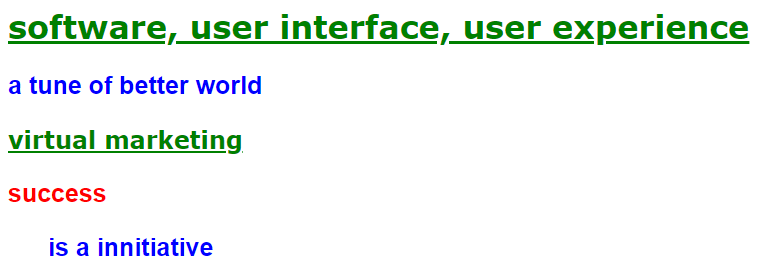 software, user interface, user experience
a tune of better world
virtual marketing
success
is a innitiative